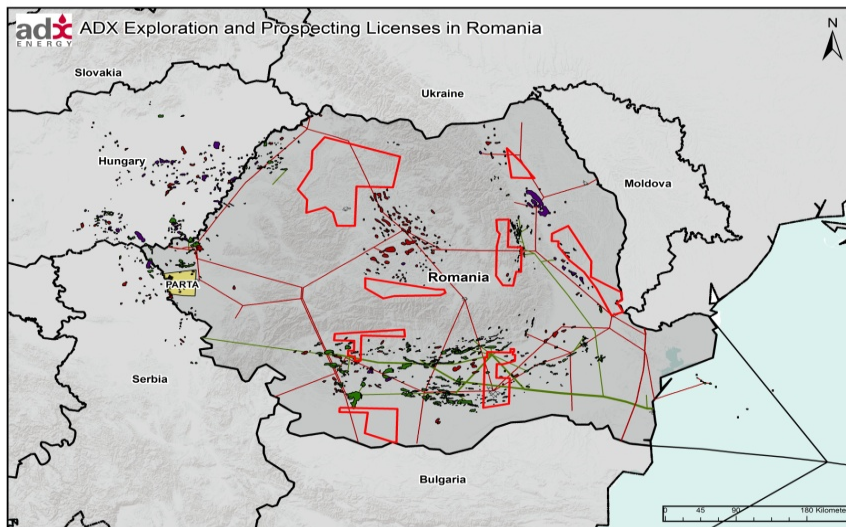 adx
ENERGY
ADX Exploration and Prospecting Licenses in Romania
N
Slovakia
Ukraine
Hungary
Moldova
Romania
PARTA
Serbia
Bulgaria
0 45 90 180 Kilomete